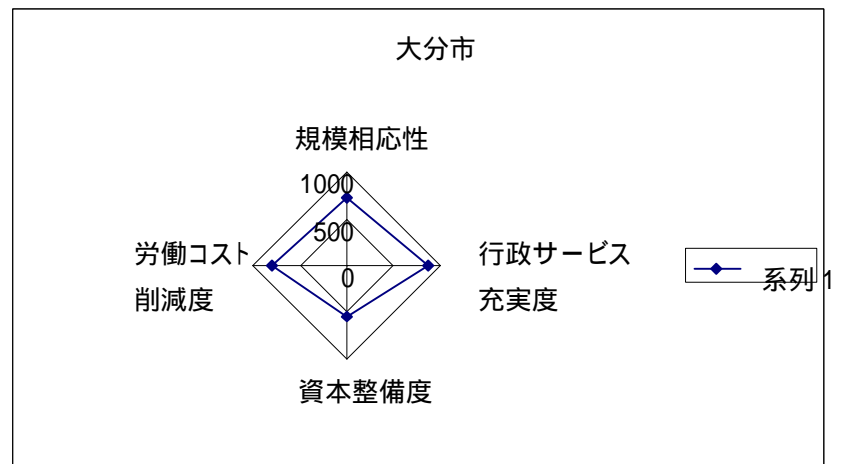 大分市
規模相応性
1000
500
0
労働コスト
削減度
行政サービス
充実度
資本整備度
系列1